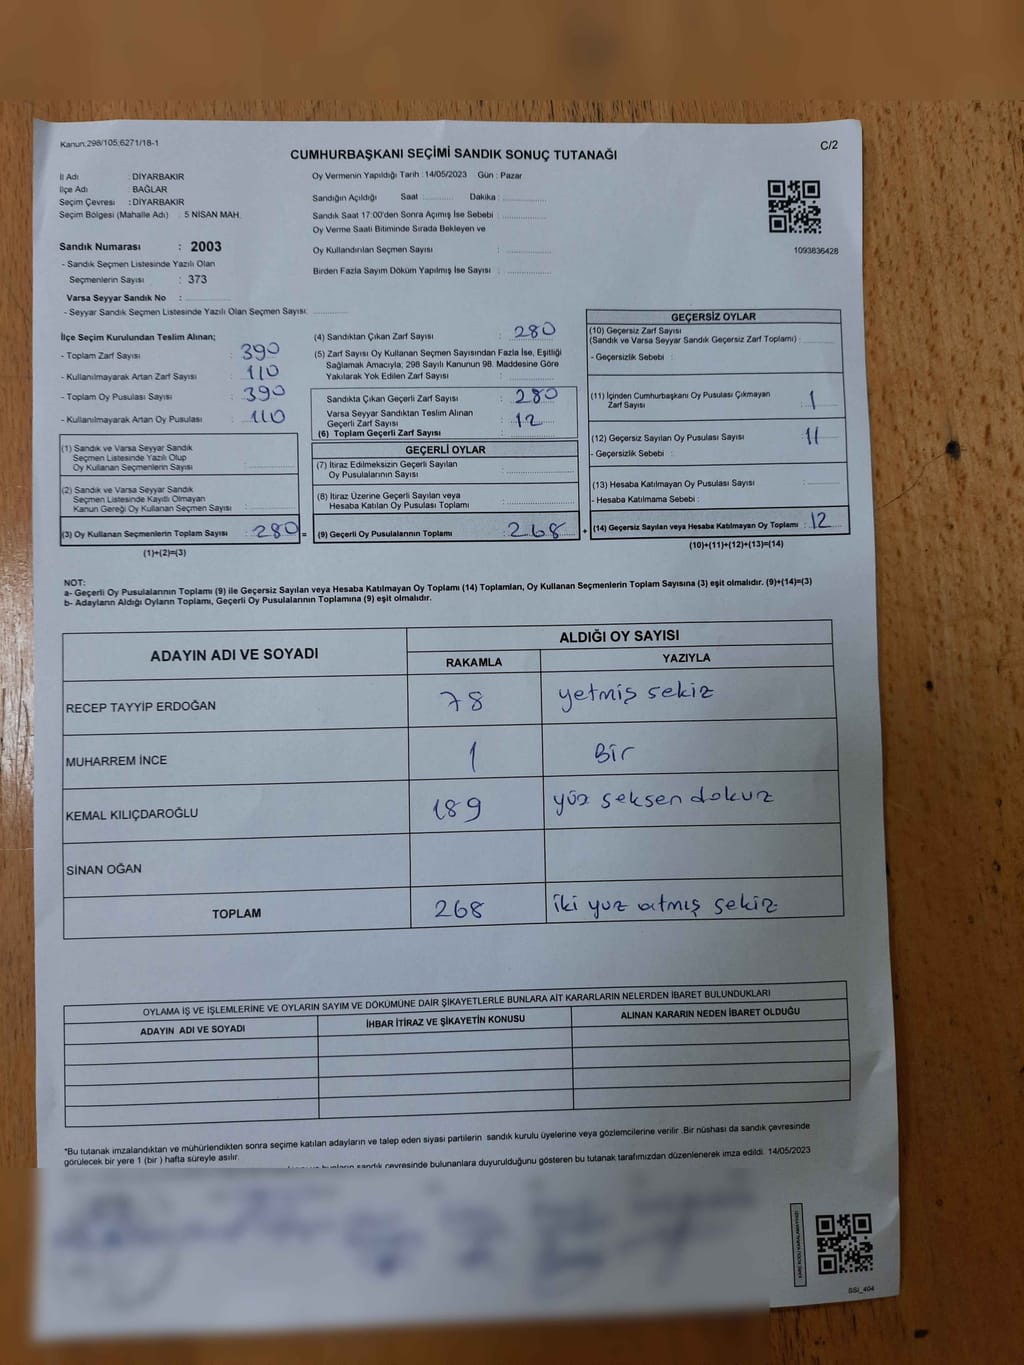 Kanun;298/105;6271/18-1
C/2
CUMHURBAŞKANI SEÇİMİ SANDIK SONUÇ TUTANAĞI
İl Adı : DİYARBAKIR
İlçe Adı : BAĞLAR
Seçim Çevresi : DİYARBAKIR
Seçim Bölgesi (Mahalle Adı) : 5 NİSAN MAH.
Sandık Numarası : 2003
- Sandık Seçmen Listesinde Yazılı Olan
Seçmenlerin Sayısı : 373
Varsa Seyyar Sandık No :
- Seyyar Sandık Seçmen Listesinde Yazılı Olan Seçmen Sayısı:
Oy Vermenin Yapıldığı Tarih : 14/05/2023 Gün : Pazar
Sandığın Açıldığı Saat Dakika :
Sandık Saat 17:00'den Sonra Açımış İse Sebebi :
Oy Verme Saati Bitiminde Sırada Bekleyen ve
Oy Kullandırılan Seçmen Sayısı :
Birden Fazla Sayım Döküm Yapılmış İse Sayısı :
1093836428
İlçe Seçim Kurulundan Teslim Alınan;
- Toplam Zarf Sayısı : 390
- Kullanılmayarak Artan Zarf Sayısı : 110
- Toplam Oy Pusulası Sayısı : 390
- Kullanılmayarak Artan Oy Pusulası : 110
(1) Sandık ve Varsa Seyyar Sandık
Seçmen Listesinde Yazılı Olup
Oy Kullanan Seçmenlerin Sayısı :
(2) Sandık ve Varsa Seyyar Sandık
Seçmen Listesinde Kayıtlı Olmayan
Kanun Gereği Oy Kullanan Seçmen Sayısı :
(3) Oy Kullanan Seçmenlerin Toplam Sayısı : 280 =
(1)+(2)=(3)
(4) Sandıktan Çıkan Zarf Sayısı : 280
(5) Zarf Sayısı Oy Kullanan Seçmen Sayısından Fazla İse, Eşitliği
Sağlamak Amacıyla; 298 Sayılı Kanunun 98. Maddesine Göre
Yakılarak Yok Edilen Zarf Sayısı :
Sandıkta Çıkan Geçerli Zarf Sayısı : 280
Varsa Seyyar Sandıktan Teslim Alınan
Geçerli Zarf Sayısı : 12
(6) Toplam Geçerli Zarf Sayısı :
GEÇERLİ OYLAR
(7) İtiraz Edilmeksizin Geçerli Sayılan
Oy Pusulalarının Sayısı :
(8) İtiraz Üzerine Geçerli Sayılan veya
Hesaba Katılan Oy Pusulası Toplamı :
(9) Geçerli Oy Pusulalarının Toplamı : 268 +
GEÇERSİZ OYLAR
(10) Geçersiz Zarf Sayısı
(Sandık ve Varsa Seyyar Sandık Geçersiz Zarf Toplamı) :
- Geçersizlik Sebebi :
(11) İçinden Cumhurbaşkanı Oy Pusulası Çıkmayan
Zarf Sayısı : 1
(12) Geçersiz Sayılan Oy Pusulası Sayısı : 11
- Geçersizlik Sebebi :
(13) Hesaba Katılmayan Oy Pusulası Sayısı :
- Hesaba Katılmama Sebebi :
(14) Geçersiz Sayılan veya Hesaba Katılmayan Oy Toplamı : 12
(10)+(11)+(12)+(13)=(14)
NOT:
a- Geçerli Oy Pusulalarının Toplamı (9) ile Geçersiz Sayılan veya Hesaba Katılmayan Oy Toplamı (14) Toplamları, Oy Kullanan Seçmenlerin Toplam Sayısına (3) eşit olmalıdır. (9)+(14)=(3)
b- Adayların Aldığı Oyların Toplamı, Geçerli Oy Pusulalarının Toplamına (9) eşit olmalıdır.
ADAYIN ADI VE SOYADI
ALDIĞI OY SAYISI
RAKAMLA YAZIYLA
RECEP TAYYİP ERDOĞAN 78 yetmiş sekiz
MUHARREM İNCE 1 Bir
KEMAL KILIÇDAROĞLU 189 yüz seksen dokuz
SİNAN OĞAN
TOPLAM 268 iki yuz atmış sekiz
OYLAMA İŞ VE İŞLEMLERİNE VE OYLARIN SAYIM VE DÖKÜMÜNE DAİR ŞİKAYETLERLE BUNLARA AİT KARARLARIN NELERDEN İBARET BULUNDUKLARI
ADAYIN ADI VE SOYADI İHBAR İTİRAZ VE ŞİKAYETİN KONUSU ALINAN KARARIN NEDEN İBARET OLDUĞU
*Bu tutanak imzalandıktan ve mühürlendikten sonra seçime katılan adayların ve talep eden siyasi partilerin sandık kurulu üyelerine veya gözlemcilerine verilir .Bir nüshası da sandık çevresinde
görülecek bir yere 1 (bir ) hafta süreyle asılır.
sandık çevresinde bulunanlara duyurulduğunu gösteren bu tutanak tarafımızdan düzenlenerek imza edildi. 14/05/2023
SSİ_404